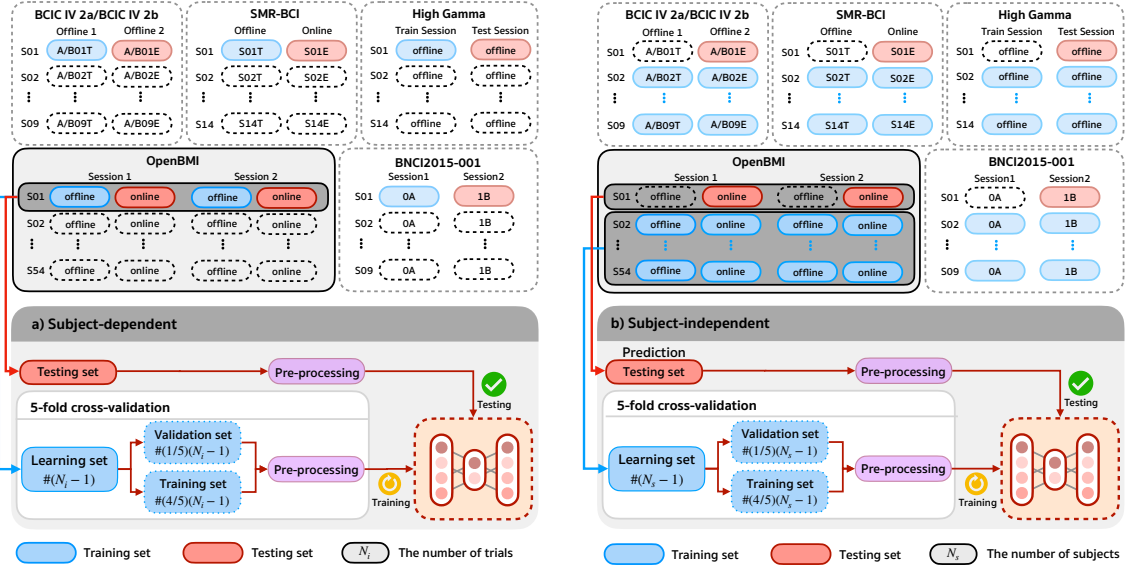 BCIC IV 2a/BCIC IV 2b
Offline 1 Offline 2
S01 A/B01T A/B01E
S02 A/B02T A/B02E
S09 A/B09T A/B09E
SMR-BCI
Offline Online
S01 S01T S01E
S02 S02T S02E
S14 S14T S14E
High Gamma
Train Session Test Session
S01 offline offline
S02 offline offline
S14 offline offline
OpenBMI
Session 1 Session 2
S01 offline online offline online
S02 offline online offline online
S54 offline online offline online
BNCI2015-001
Session1 Session2
S01 0A 1B
S02 0A 1B
S09 0A 1B
a) Subject-dependent
Testing set
Pre-processing
Testing
5-fold cross-validation
Learning set
#(N_i − 1)
Validation set
#(1/5)(N_i − 1)
Training set
#(4/5)(N_i − 1)
Pre-processing
Training
Training set
Testing set
N_i The number of trials
BCIC IV 2a/BCIC IV 2b
Offline 1 Offline 2
S01 A/B01T A/B01E
S02 A/B02T A/B02E
S09 A/B09T A/B09E
SMR-BCI
Offline Online
S01 S01T S01E
S02 S02T S02E
S14 S14T S14E
High Gamma
Train Session Test Session
S01 offline offline
S02 offline offline
S14 offline offline
OpenBMI
Session 1 Session 2
S01 offline online offline online
S02 offline online offline online
S54 offline online offline online
BNCI2015-001
Session1 Session2
S01 0A 1B
S02 0A 1B
S09 0A 1B
b) Subject-independent
Prediction
Testing set
Pre-processing
Testing
5-fold cross-validation
Learning set
#(N_s − 1)
Validation set
#(1/5)(N_s − 1)
Training set
#(4/5)(N_s − 1)
Pre-processing
Training
Training set
Testing set
N_s The number of subjects